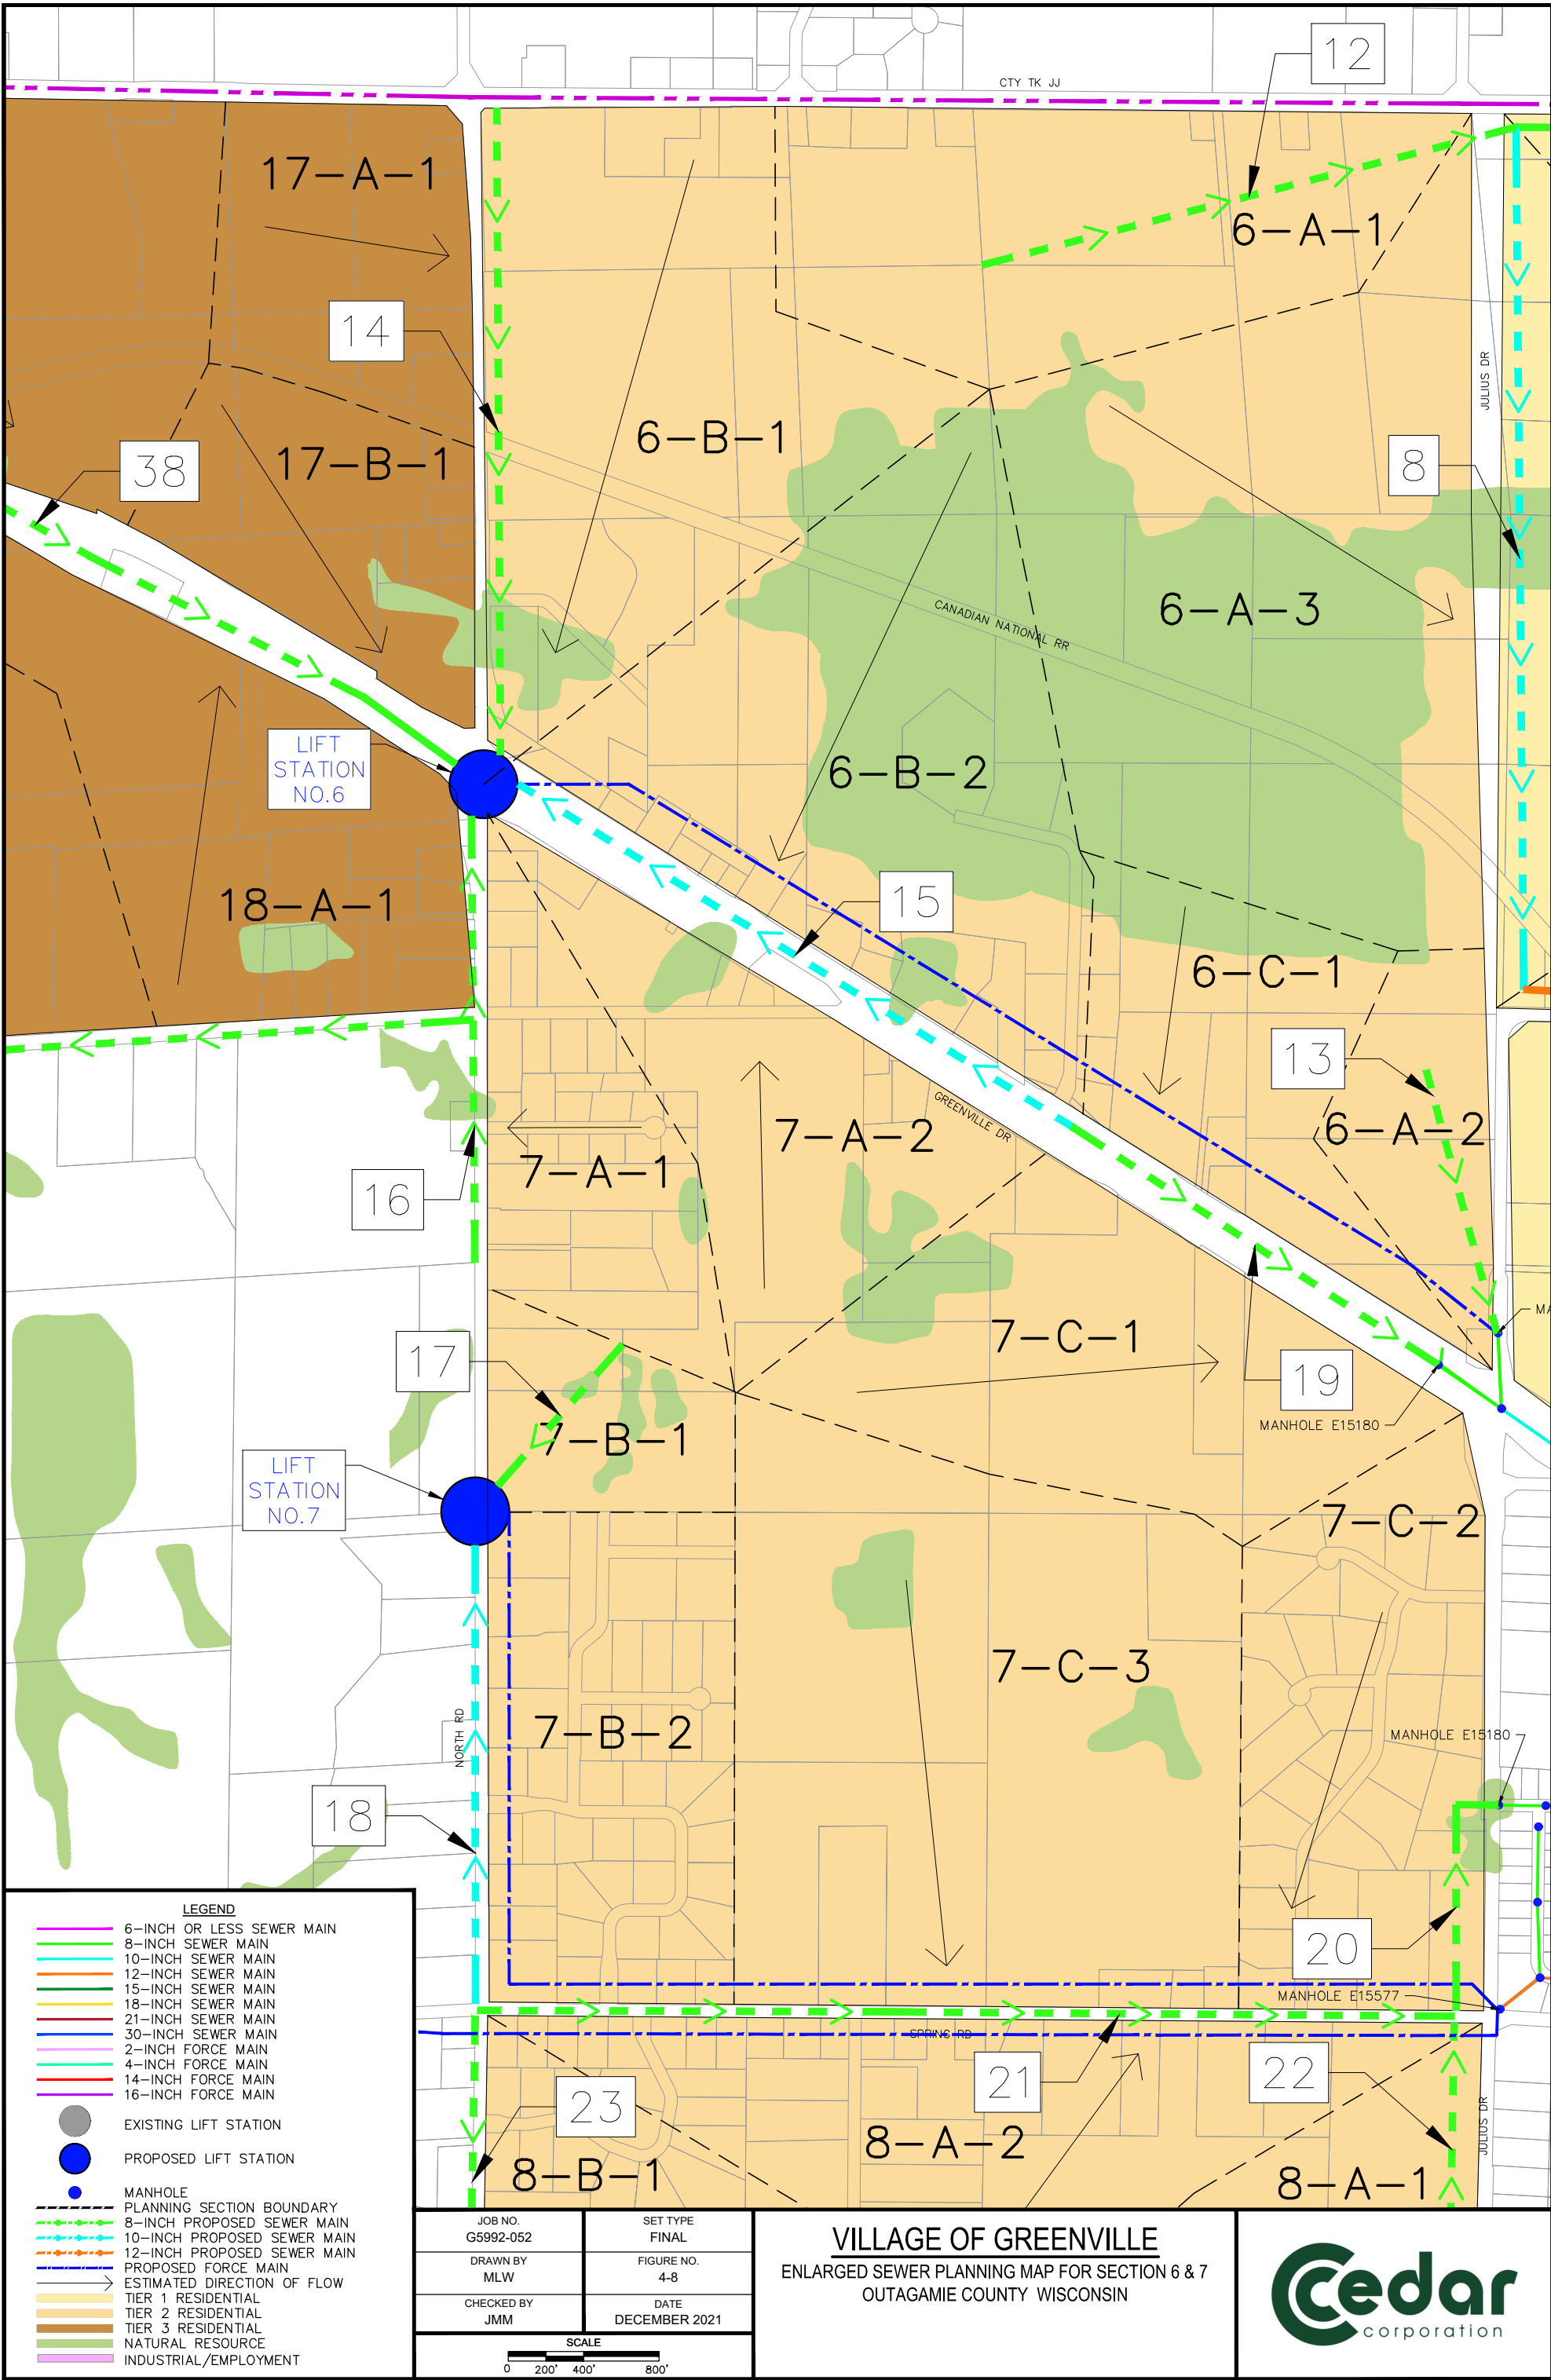 CTY TK JJ
12
17-A-1
6-A-1
14
JULIUS DR
6-B-1
17-B-1
38
8
CANADIAN NATIONAL RR
6-A-3
LIFT
STATION
NO.6
6-B-2
18-A-1
15
6-C-1
13
GREENVILLE DR
7-A-2
6-A-2
7-A-1
16
MA
7-C-1
17
19
MANHOLE E15180
7-B-1
LIFT
STATION
NO.7
7-C-2
7-C-3
NORTH RD
7-B-2
MANHOLE E15180
18
20
MANHOLE E15577
SPRING RD
21
22
23
JULIUS DR
8-A-2
8-B-1
8-A-1
LEGEND
6-INCH OR LESS SEWER MAIN
8-INCH SEWER MAIN
10-INCH SEWER MAIN
12-INCH SEWER MAIN
15-INCH SEWER MAIN
18-INCH SEWER MAIN
21-INCH SEWER MAIN
30-INCH SEWER MAIN
2-INCH FORCE MAIN
4-INCH FORCE MAIN
14-INCH FORCE MAIN
16-INCH FORCE MAIN
EXISTING LIFT STATION
PROPOSED LIFT STATION
MANHOLE
PLANNING SECTION BOUNDARY
8-INCH PROPOSED SEWER MAIN
10-INCH PROPOSED SEWER MAIN
12-INCH PROPOSED SEWER MAIN
PROPOSED FORCE MAIN
ESTIMATED DIRECTION OF FLOW
TIER 1 RESIDENTIAL
TIER 2 RESIDENTIAL
TIER 3 RESIDENTIAL
NATURAL RESOURCE
INDUSTRIAL/EMPLOYMENT
JOB NO.
G5992-052
SET TYPE
FINAL
DRAWN BY
MLW
FIGURE NO.
4-8
CHECKED BY
JMM
DATE
DECEMBER 2021
SCALE
0 200' 400' 800'
VILLAGE OF GREENVILLE
ENLARGED SEWER PLANNING MAP FOR SECTION 6 & 7
OUTAGAMIE COUNTY WISCONSIN
Cedar
corporation